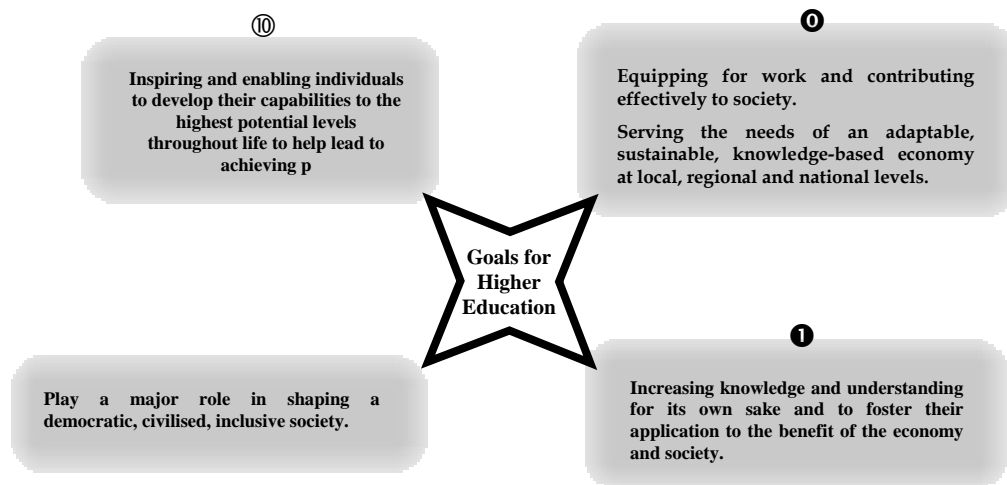 ⑩
Inspiring and enabling individuals
to develop their capabilities to the
highest potential levels
throughout life to help lead to
achieving p
⓿
Equipping for work and contributing
effectively to society.
Serving the needs of an adaptable,
sustainable, knowledge-based economy
at local, regional and national levels.
Goals for
Higher
Education
Play a major role in shaping a
democratic, civilised, inclusive society.
❶
Increasing knowledge and understanding
for its own sake and to foster their
application to the benefit of the economy
and society.